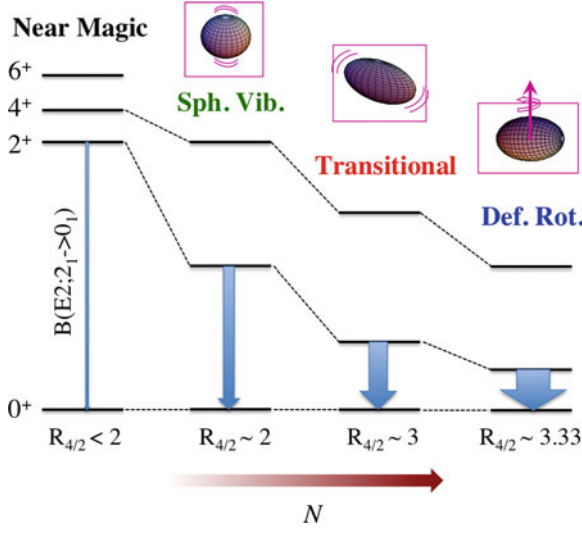 Near Magic
Sph. Vib.
Transitional
Def. Rot.
6⁺
4⁺
2⁺
B(E2;2₁->0₁)
0⁺
R₄/₂ < 2
R₄/₂ ~ 2
R₄/₂ ~ 3
R₄/₂ ~ 3.33
N